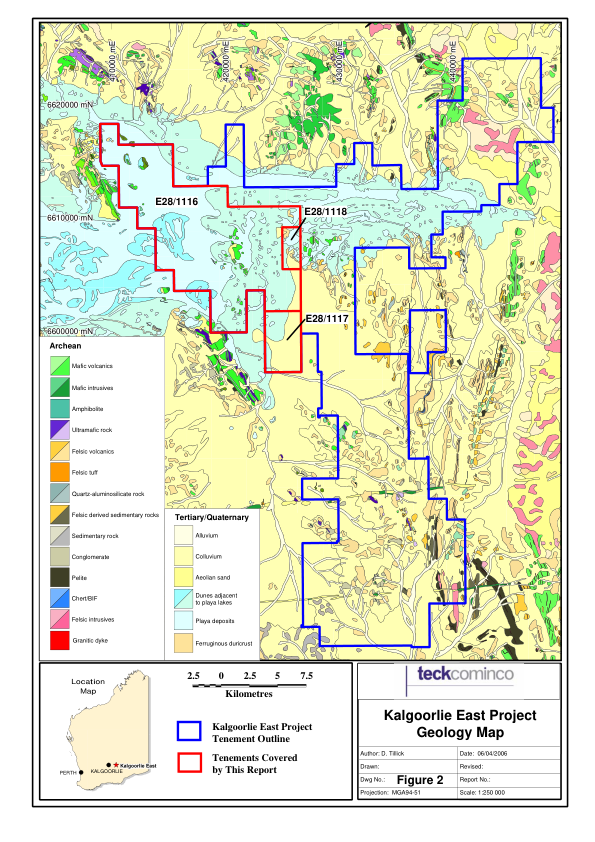 410000 mE
420000 mE
430000 mE
440000 mE
6620000 mN
6610000 mN
6600000 mN
E28/1116
E28/1118
E28/1117
Archean
Mafic volcanics
Mafic intrusives
Amphibolite
Ultramafic rock
Felsic volcanics
Felsic tuff
Quartz-aluminosilicate rock
Felsic derived sedimentary rocks
Sedimentary rock
Conglomerate
Pelite
Chert/BIF
Felsic intrusives
Granitic dyke
Tertiary/Quaternary
Alluvium
Colluvium
Aeolian sand
Dunes adjacent
to playa lakes
Playa deposits
Ferruginous duricrust
Location
Map
Kalgoorlie East
KALGOORLIE
PERTH
2.5 0 2.5 5 7.5
Kilometres
Kalgoorlie East Project
Tenement Outline
Tenements Covered
by This Report
teckcominco
Kalgoorlie East Project
Geology Map
Author: D. Tillick
Date: 06/04/2006
Drawn:
Revised:
Dwg No.: Figure 2
Report No.:
Projection: MGA94-51
Scale: 1:250 000